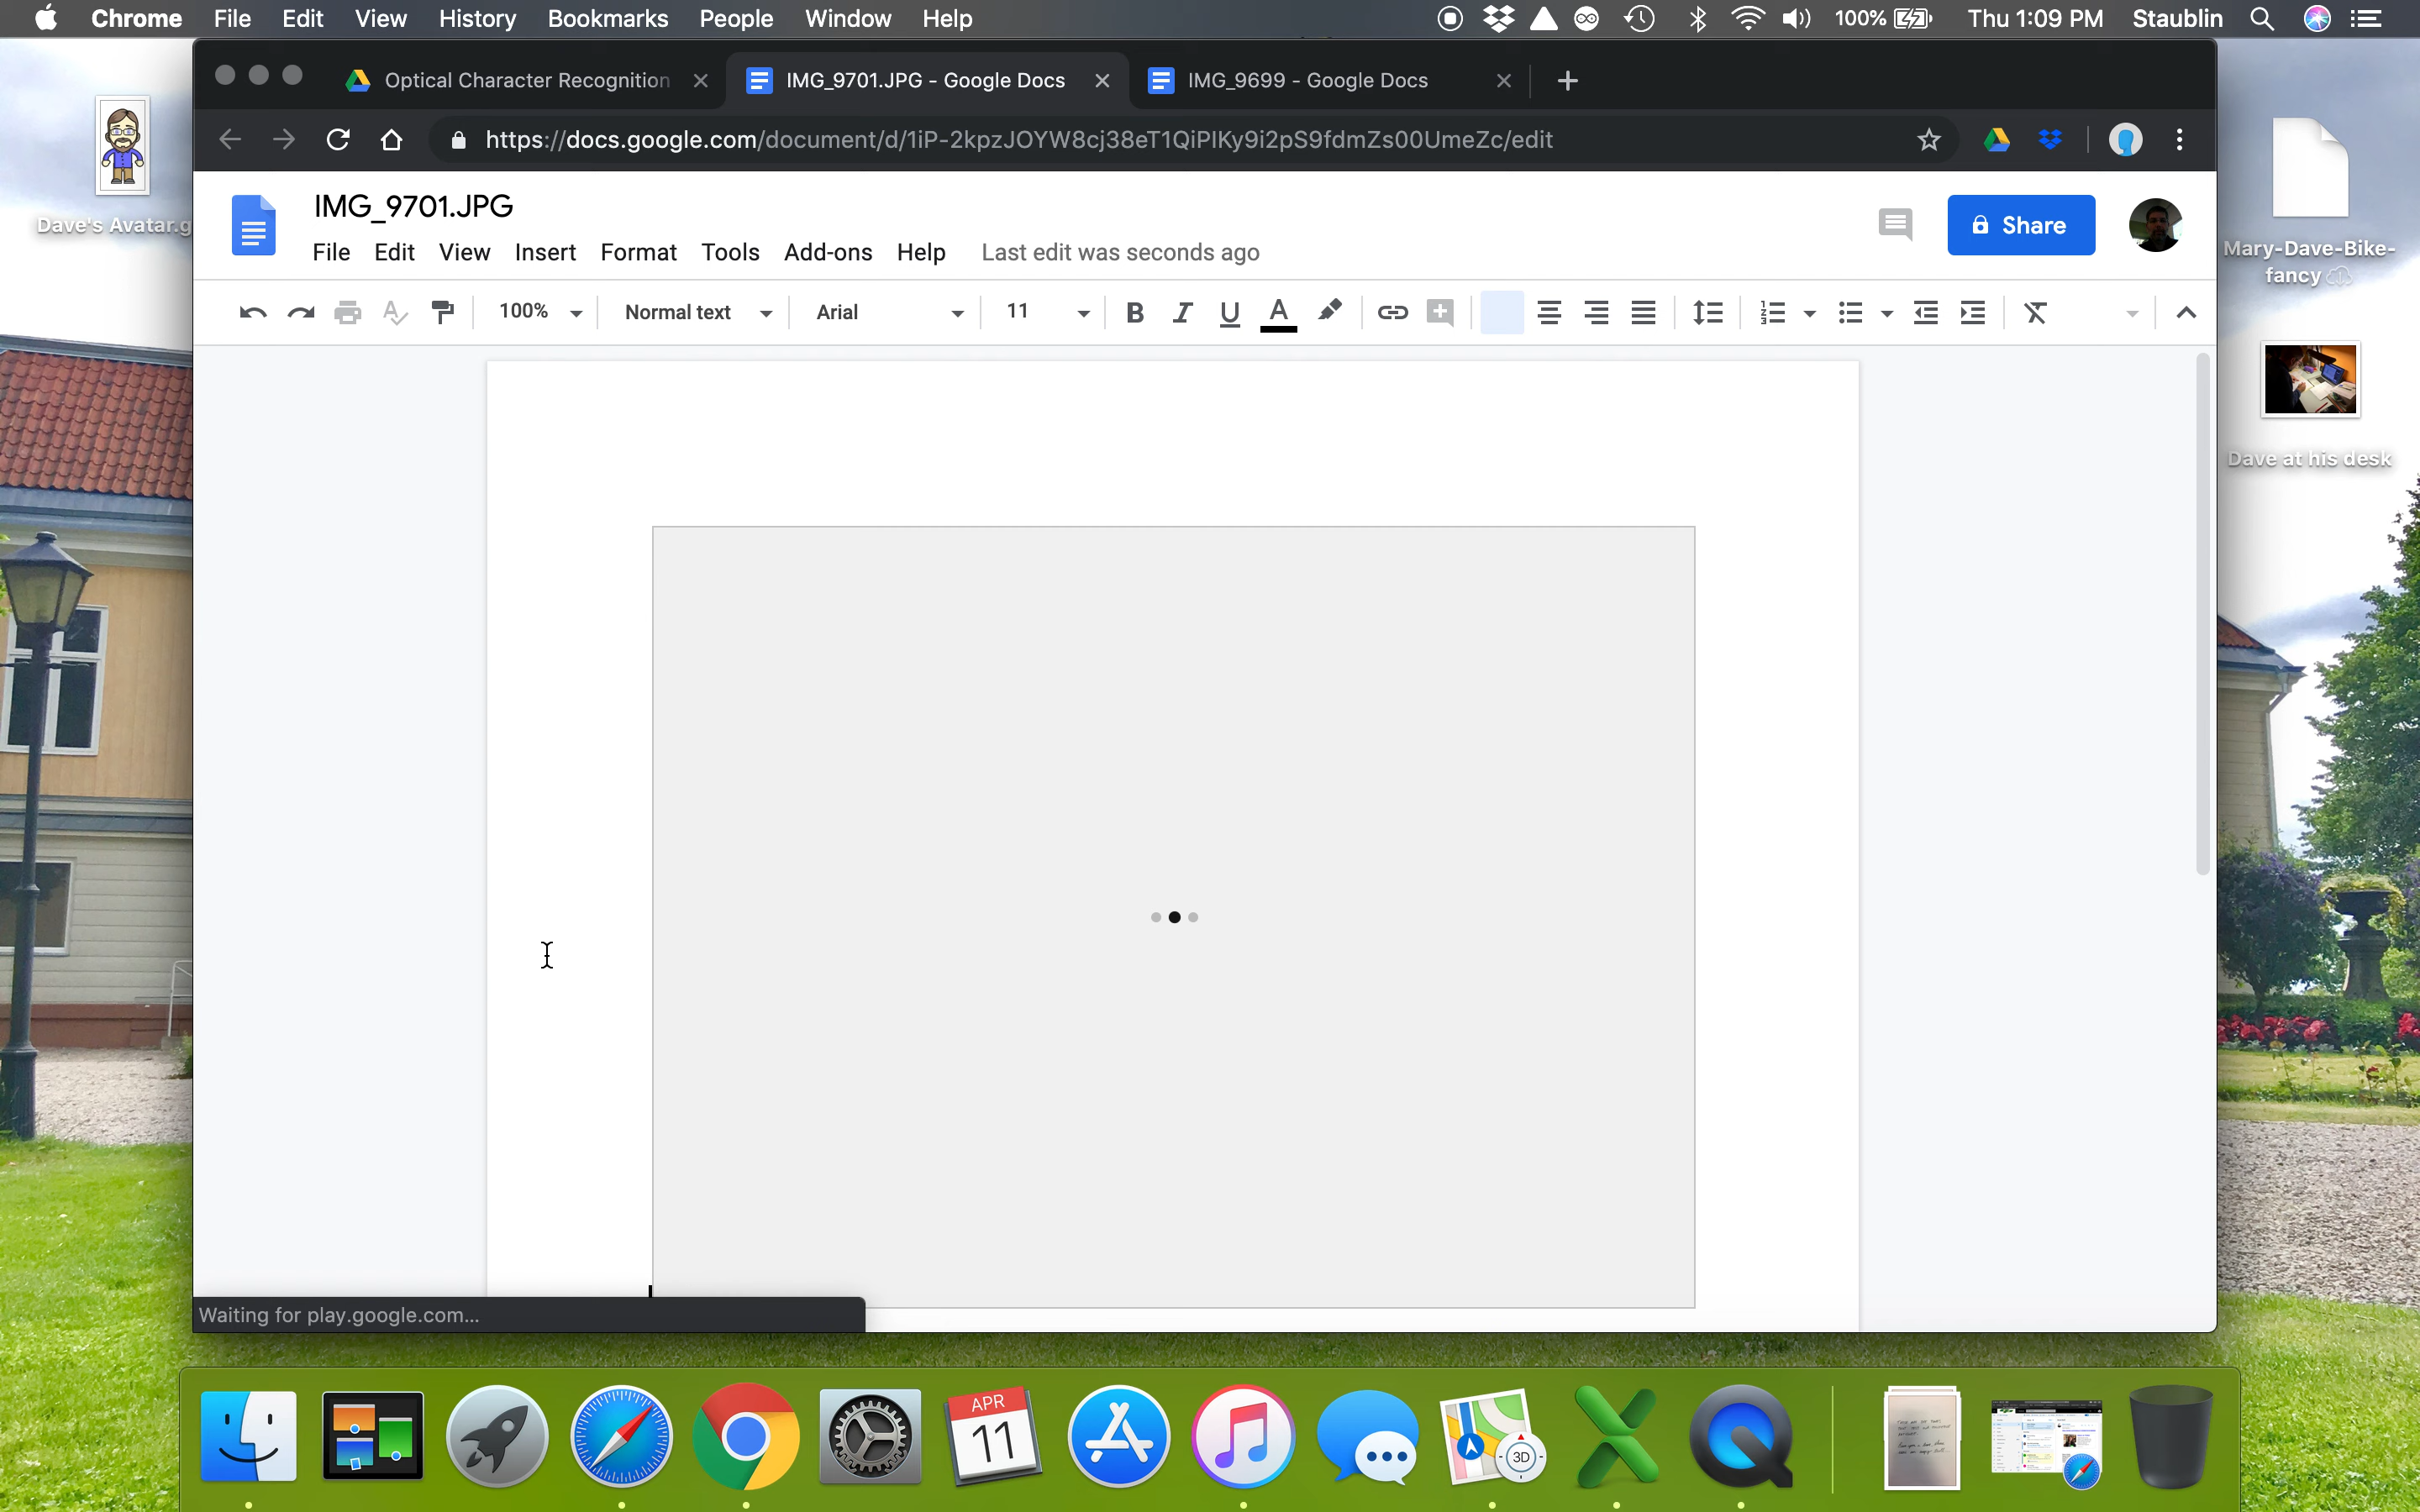 Chrome File Edit View History Bookmarks People Window Help 100% Thu 1:09 PM Staublin
Optical Character Recognition IMG_9701.JPG - Google Docs IMG_9699 - Google Docs
https://docs.google.com/document/d/1iP-2kpzJOYW8cj38eT1QiPIKy9i2pS9fdmZs00UmeZc/edit
Dave's Avatar.g
IMG_9701.JPG
Share
File Edit View Insert Format Tools Add-ons Help Last edit was seconds ago
Mary-Dave-Bike-
fancy
100% Normal text Arial 11 B I U A
Dave at his desk
Waiting for play.google.com...
APR
11
3D